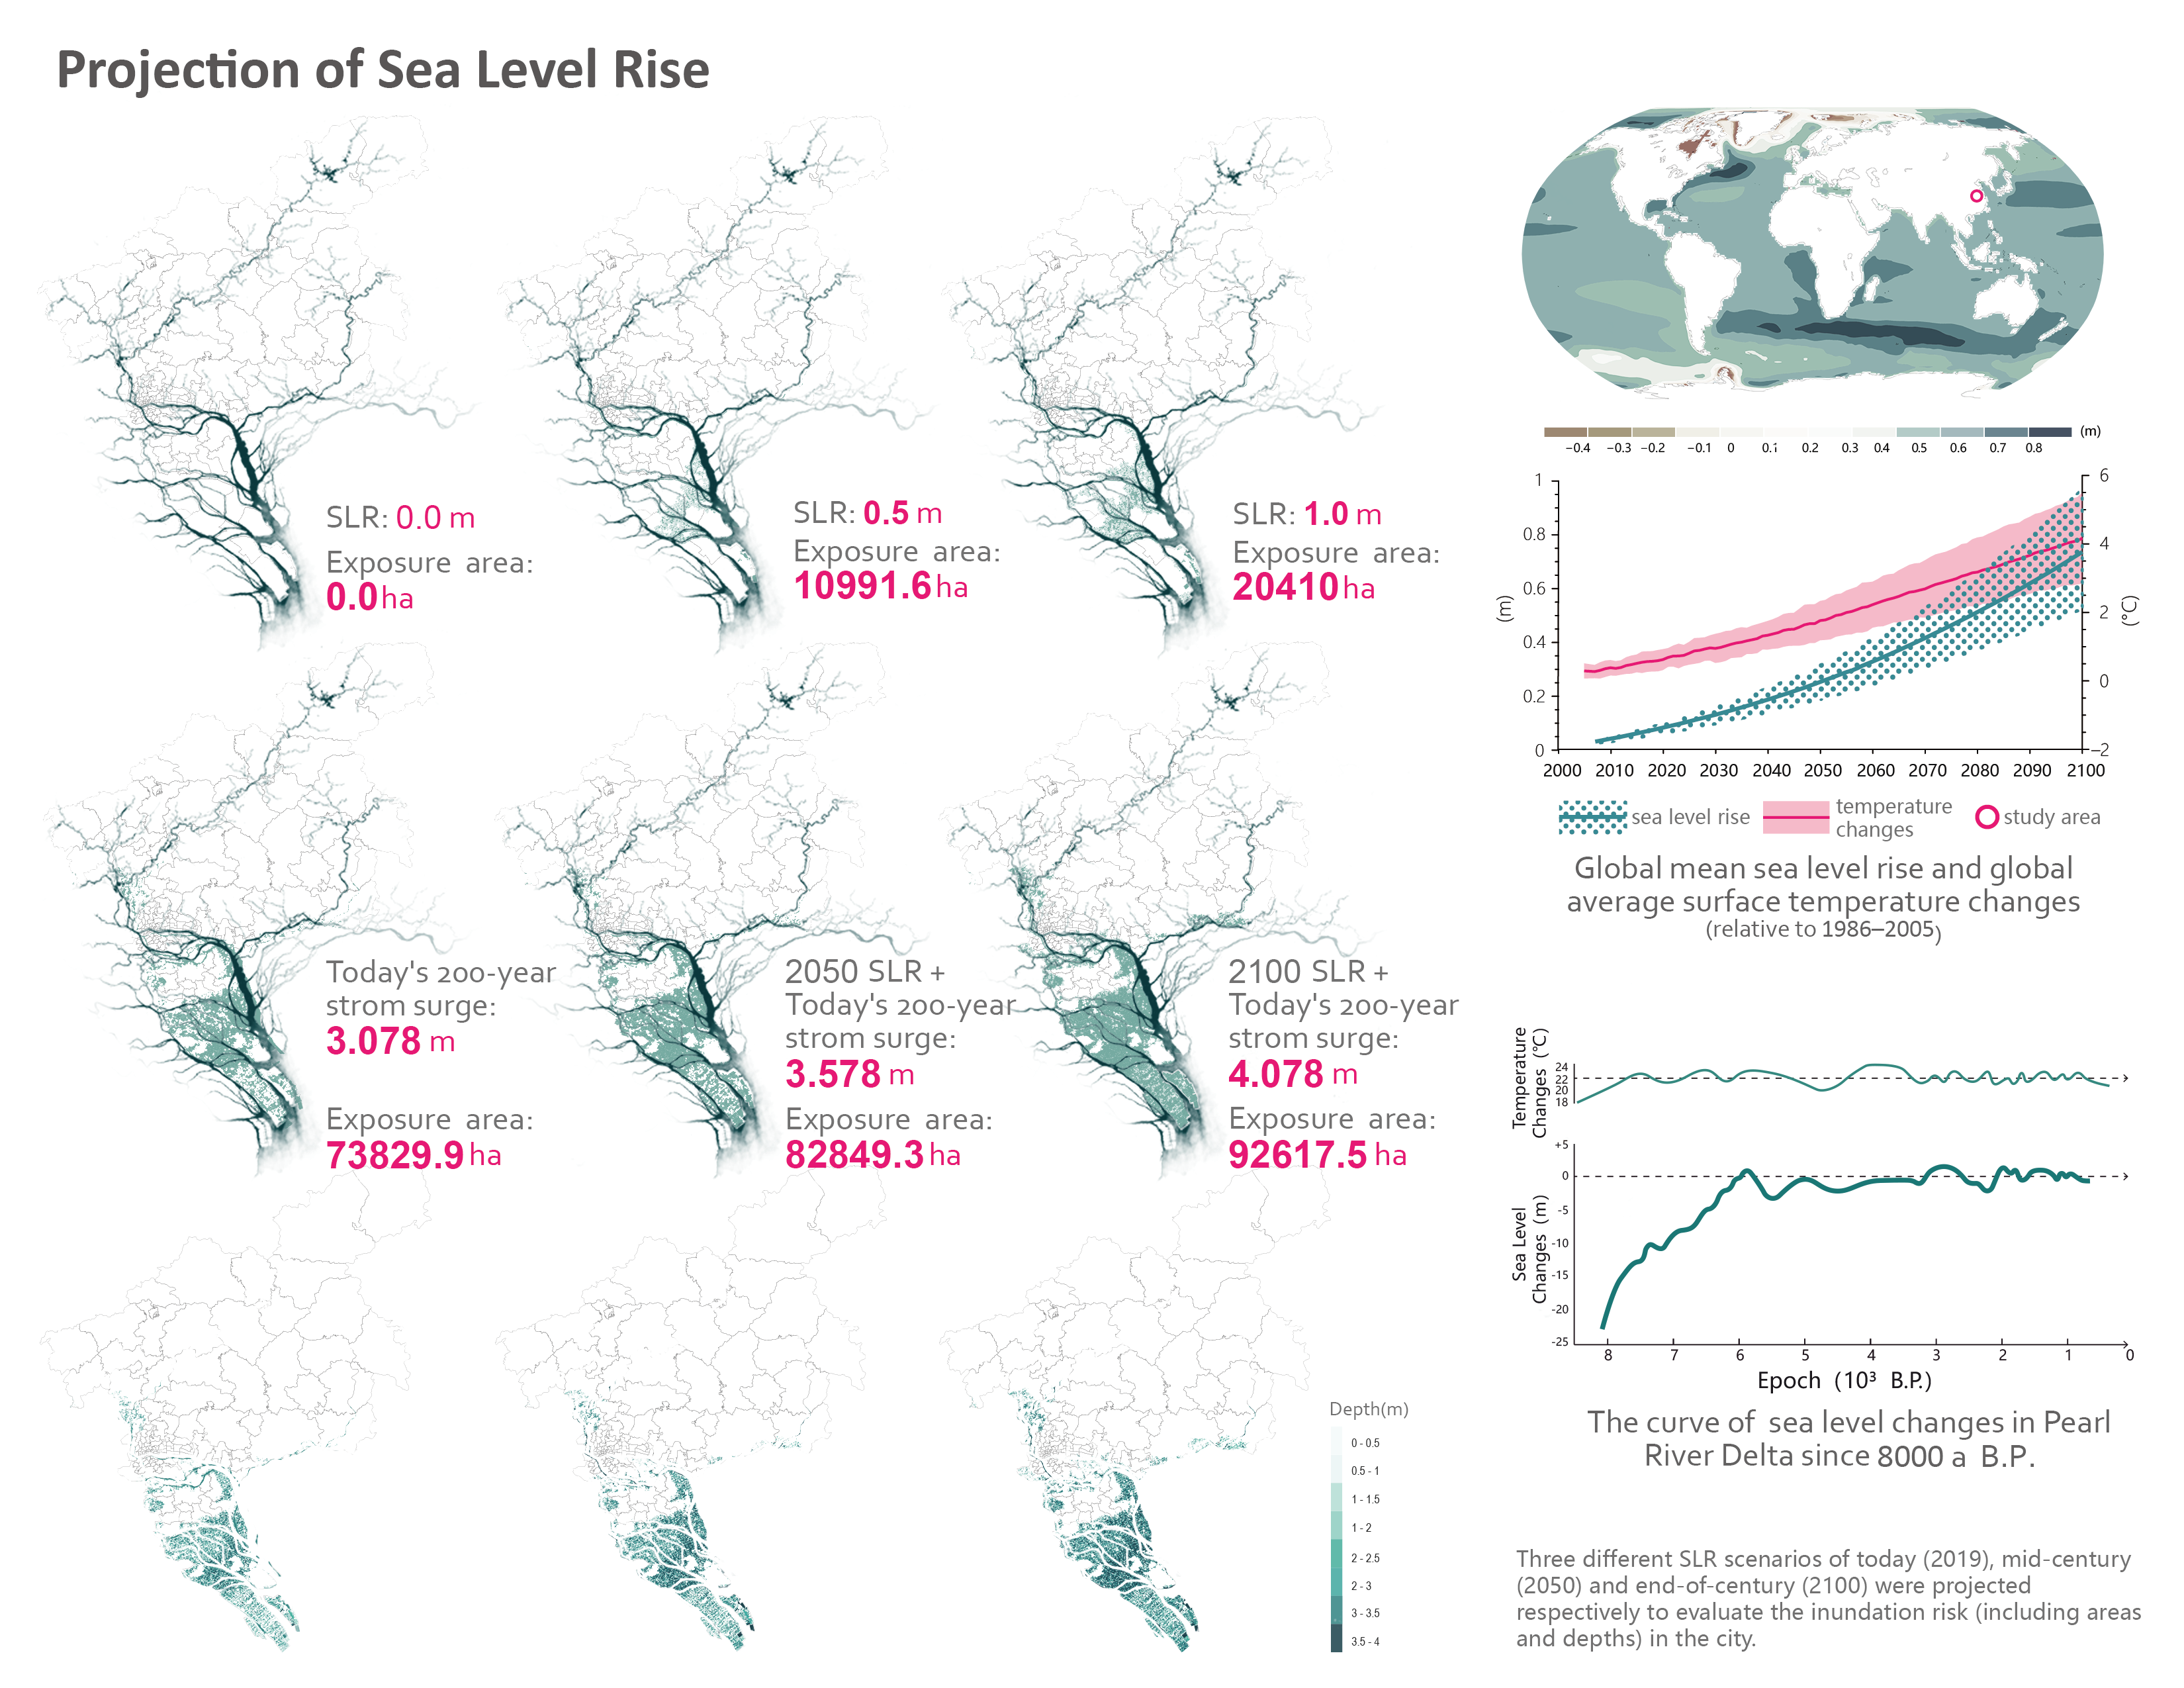 Projection of Sea Level Rise
SLR: 0.0 m
Exposure area:
0.0 ha
SLR: 0.5 m
Exposure area:
10991.6 ha
SLR: 1.0 m
Exposure area:
20410 ha
Today's 200-year
strom surge:
3.078 m
Exposure area:
73829.9 ha
2050 SLR +
Today's 200-year
strom surge:
3.578 m
Exposure area:
82849.3 ha
2100 SLR +
Today's 200-year
strom surge:
4.078 m
Exposure area:
92617.5 ha
Depth(m)
0 - 0.5
0.5 - 1
1 - 1.5
1 - 2
2 - 2.5
2 - 3
3 - 3.5
3.5 - 4
−0.4 −0.3 −0.2 −0.1 0 0.1 0.2 0.3 0.4 0.5 0.6 0.7 0.8 (m)
1
0.8
0.6
0.4
0.2
0
(m)
6
4
2
0
−2
(°C)
2000 2010 2020 2030 2040 2050 2060 2070 2080 2090 2100
sea level rise
temperature
changes
study area
Global mean sea level rise and global
average surface temperature changes
(relative to 1986–2005)
Temperature
Changes (°C)
24
22
20
18
Sea Level
Changes (m)
+5
0
-5
-10
-15
-20
-25
8 7 6 5 4 3 2 1 0
Epoch (10³ B.P.)
The curve of sea level changes in Pearl
River Delta since 8000 a B.P.
Three different SLR scenarios of today (2019), mid-century
(2050) and end-of-century (2100) were projected
respectively to evaluate the inundation risk (including areas
and depths) in the city.